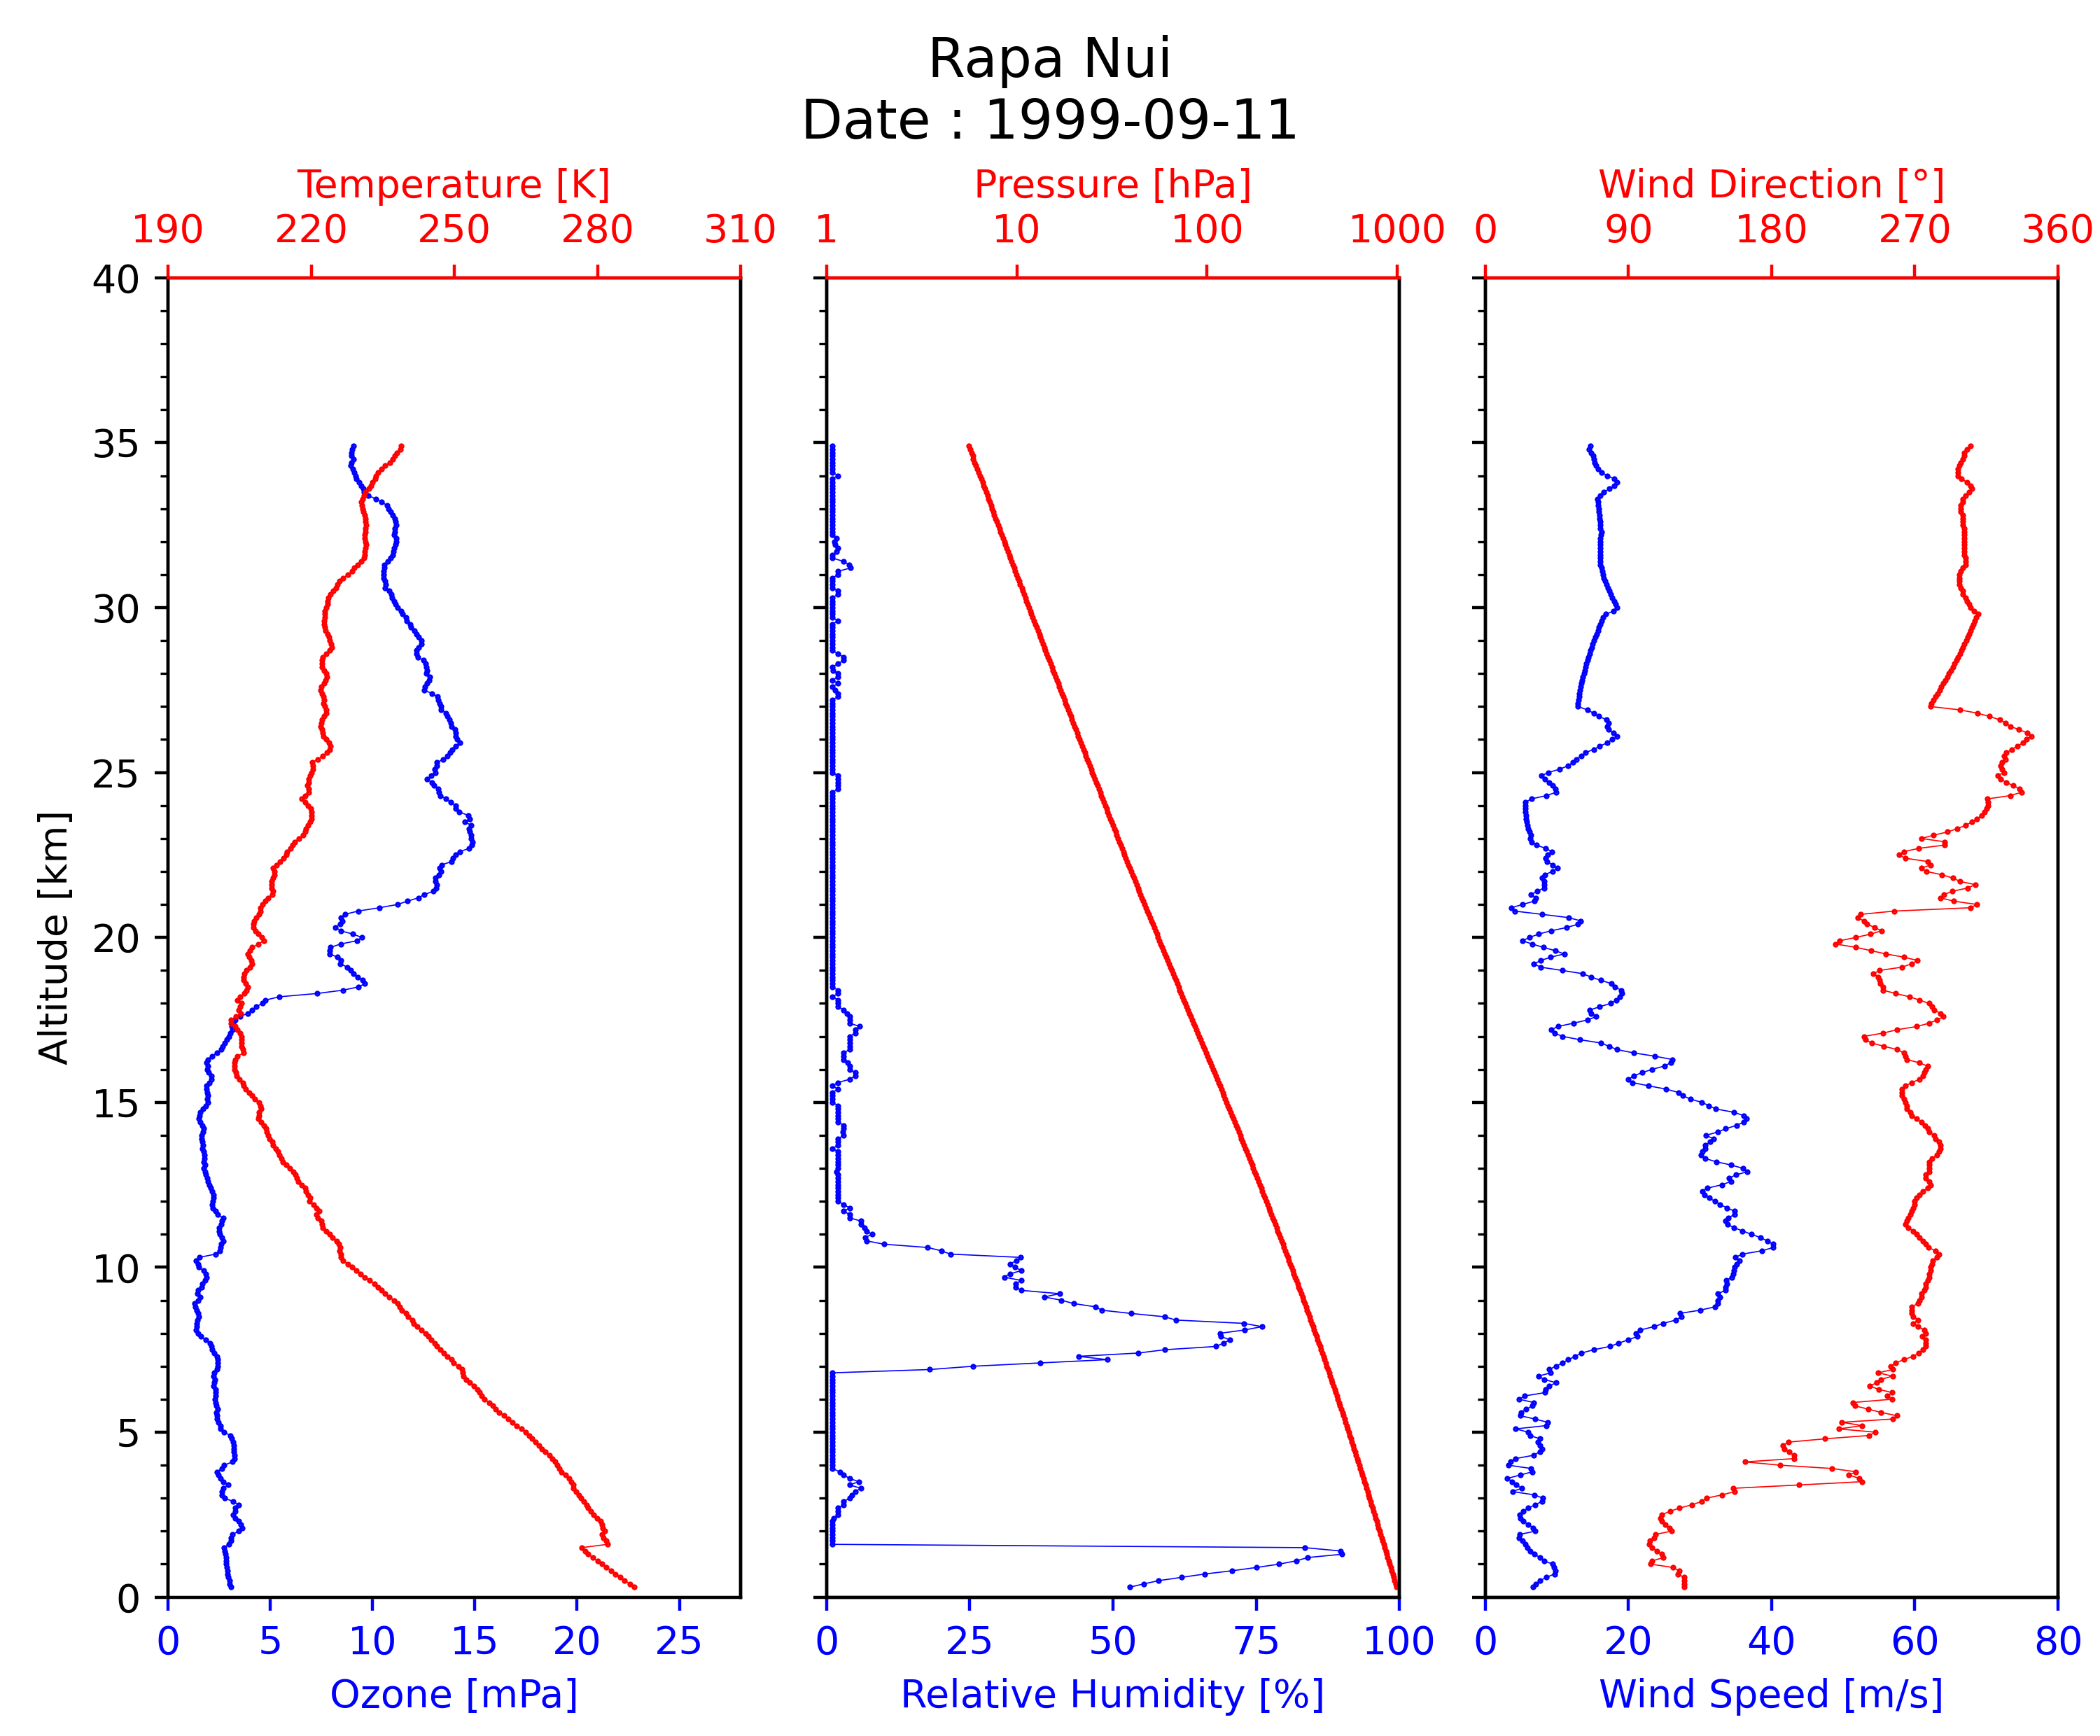 Rapa Nui
Date : 1999-09-11
Temperature [K]
190 220 250 280 310
Pressure [hPa]
1 10 100 1000
Wind Direction [°]
0 90 180 270 360
Altitude [km]
40
35
30
25
20
15
10
5
0
0 5 10 15 20 25
Ozone [mPa]
0 25 50 75 100
Relative Humidity [%]
0 20 40 60 80
Wind Speed [m/s]